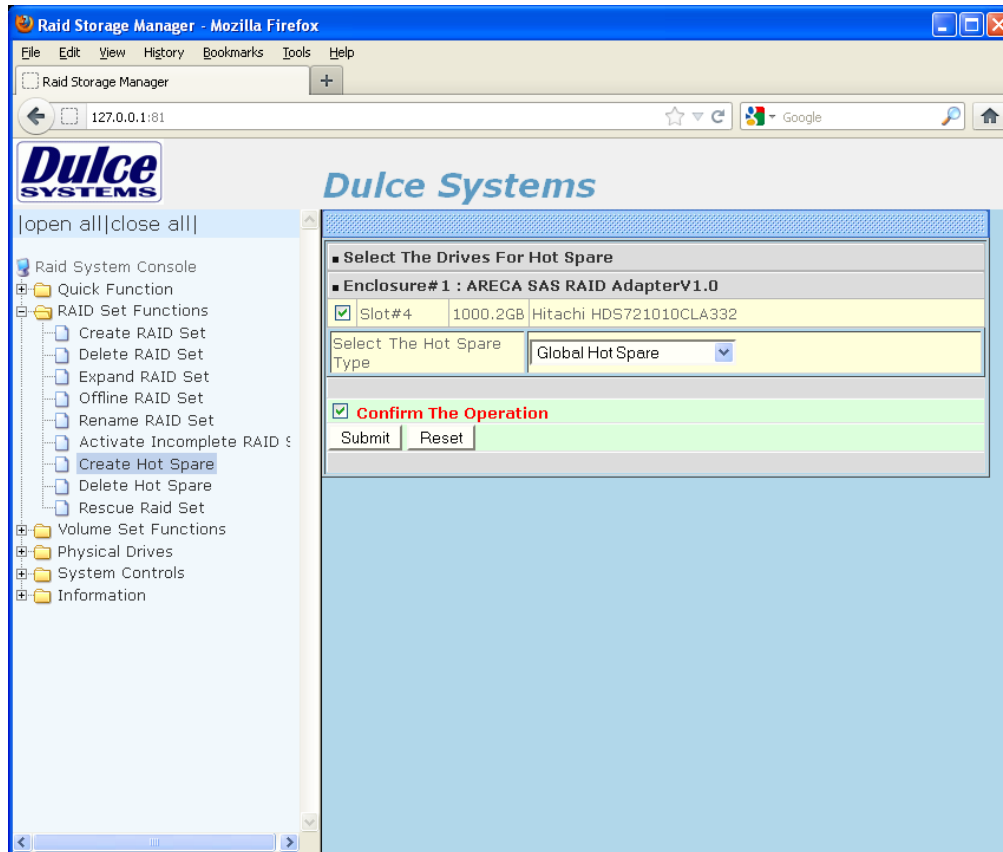 Raid Storage Manager - Mozilla Firefox
File Edit View History Bookmarks Tools Help
Raid Storage Manager
+
127.0.0.1:81
Google
Dulce
SYSTEMS
Dulce Systems
|open all|close all|
Raid System Console
Quick Function
RAID Set Functions
Create RAID Set
Delete RAID Set
Expand RAID Set
Offline RAID Set
Rename RAID Set
Activate Incomplete RAID S
Create Hot Spare
Delete Hot Spare
Rescue Raid Set
Volume Set Functions
Physical Drives
System Controls
Information
Select The Drives For Hot Spare
Enclosure#1 : ARECA SAS RAID AdapterV1.0
Slot#4 1000.2GB Hitachi HDS721010CLA332
Select The Hot Spare
Type
Global Hot Spare
Confirm The Operation
Submit Reset